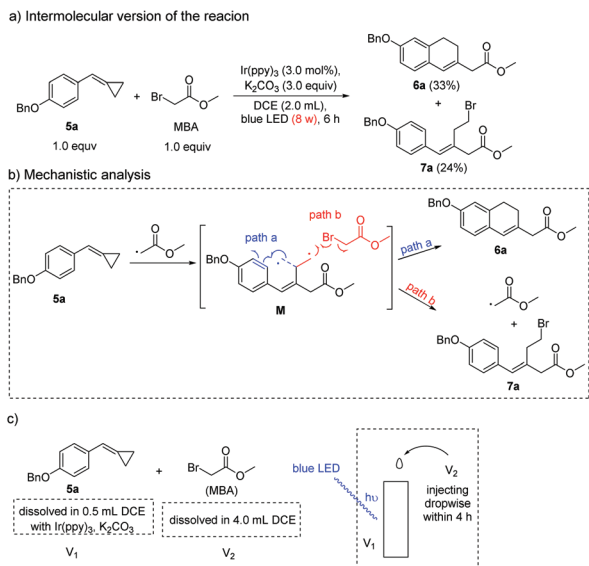 a) Intermolecular version of the reacion
BnO
5a
1.0 equv
+
Br
O
O
MBA
1.0 equiv
Ir(ppy)3 (3.0 mol%),
K2CO3 (3.0 equiv)
DCE (2.0 mL),
blue LED (8 w), 6 h
BnO
O
O
6a (33%)
+
Br
BnO
O
O
7a (24%)
b) Mechanistic analysis
BnO
5a
O
O
path b
Br
O
O
path a
BnO
O
O
M
path a
path b
BnO
O
O
6a
O
O
+
Br
BnO
O
O
7a
c)
BnO
5a
+
Br
O
O
(MBA)
dissolved in 0.5 mL DCE
with Ir(ppy)3, K2CO3
V1
dissolved in 4.0 mL DCE
V2
blue LED
hυ
V1
V2
injecting
dropwise
within 4 h